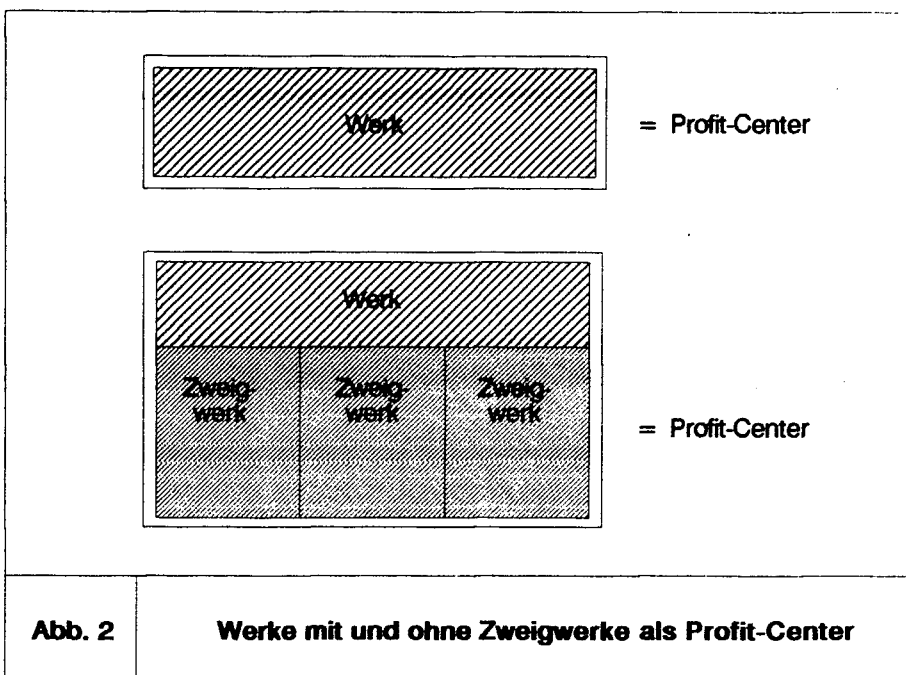 Werk
= Profit-Center
Werk
Zweig-
werk
Zweig-
werk
Zweig-
werk
= Profit-Center
Abb. 2
Werke mit und ohne Zweigwerke als Profit-Center